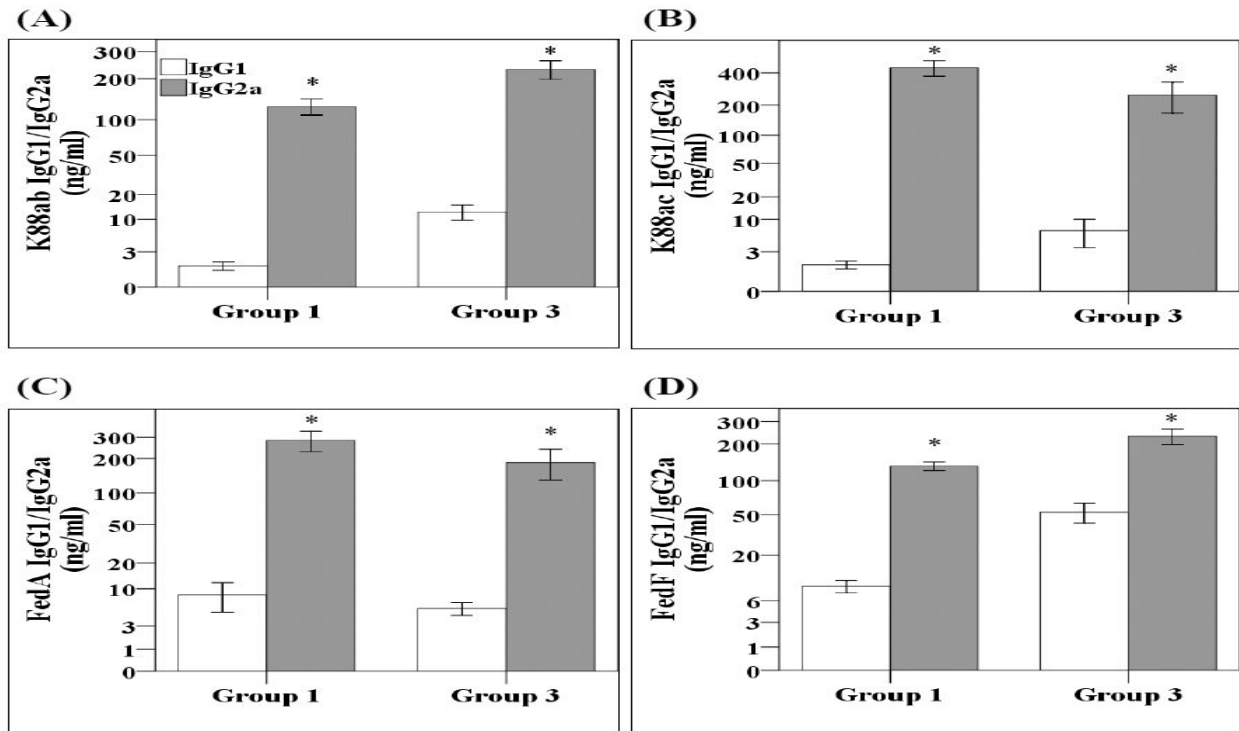 (A)
K88ab IgG1/IgG2a
(ng/ml)
300
200
100
50
20
10
3
0
IgG1
IgG2a
*
*
Group 1
Group 3
(B)
K88ac IgG1/IgG2a
(ng/ml)
400
200
100
50
20
10
3
0
*
*
Group 1
Group 3
(C)
FedA IgG1/IgG2a
(ng/ml)
300
200
100
50
20
10
3
1
0
*
*
Group 1
Group 3
(D)
FedF IgG1/IgG2a
(ng/ml)
300
200
100
50
20
6
3
1
0
*
*
Group 1
Group 3